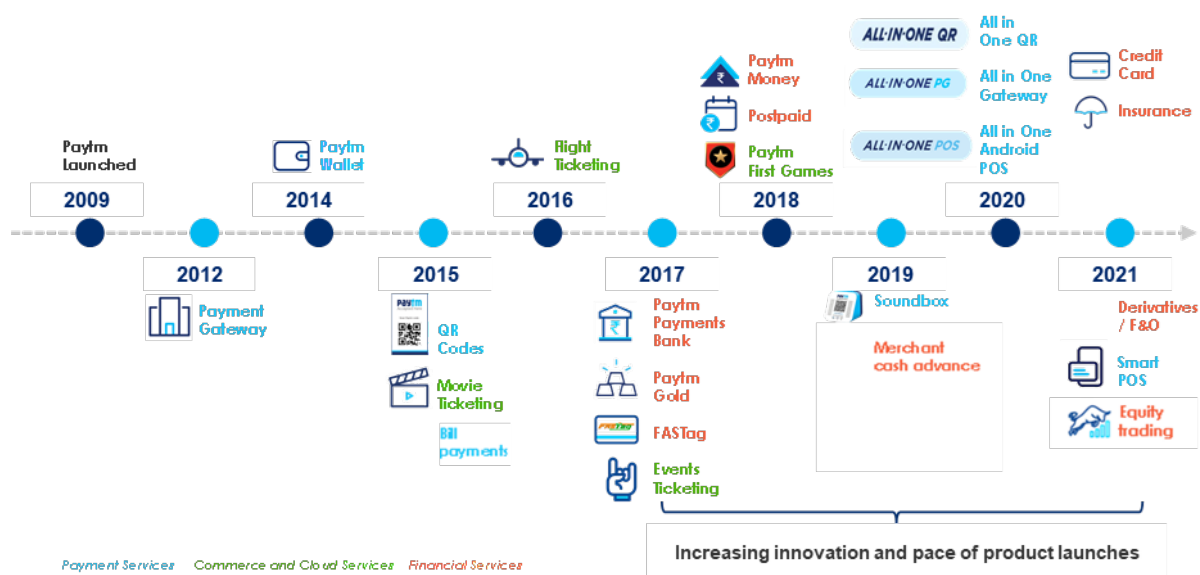 ALL·IN·ONE QR
All in
One QR
Paytm
Money
Credit
Card
ALL·IN·ONE PG
All in One
Gateway
Postpaid
Insurance
Paytm
Launched
Paytm
Wallet
Flight
Ticketing
Paytm
First Games
ALL·IN·ONE POS
All in One
Android
POS
2009
2014
2016
2018
2020
2012
2015
2017
2019
2021
Payment
Gateway
Paytm
QR
Codes
Movie
Ticketing
Bill
payments
Paytm
Payments
Bank
Paytm
Gold
FASTag
FASTag
Events
Ticketing
Soundbox
Merchant
cash advance
Derivatives
/ F&O
Smart
POS
Equity
trading
Increasing innovation and pace of product launches
Payment Services Commerce and Cloud Services Financial Services